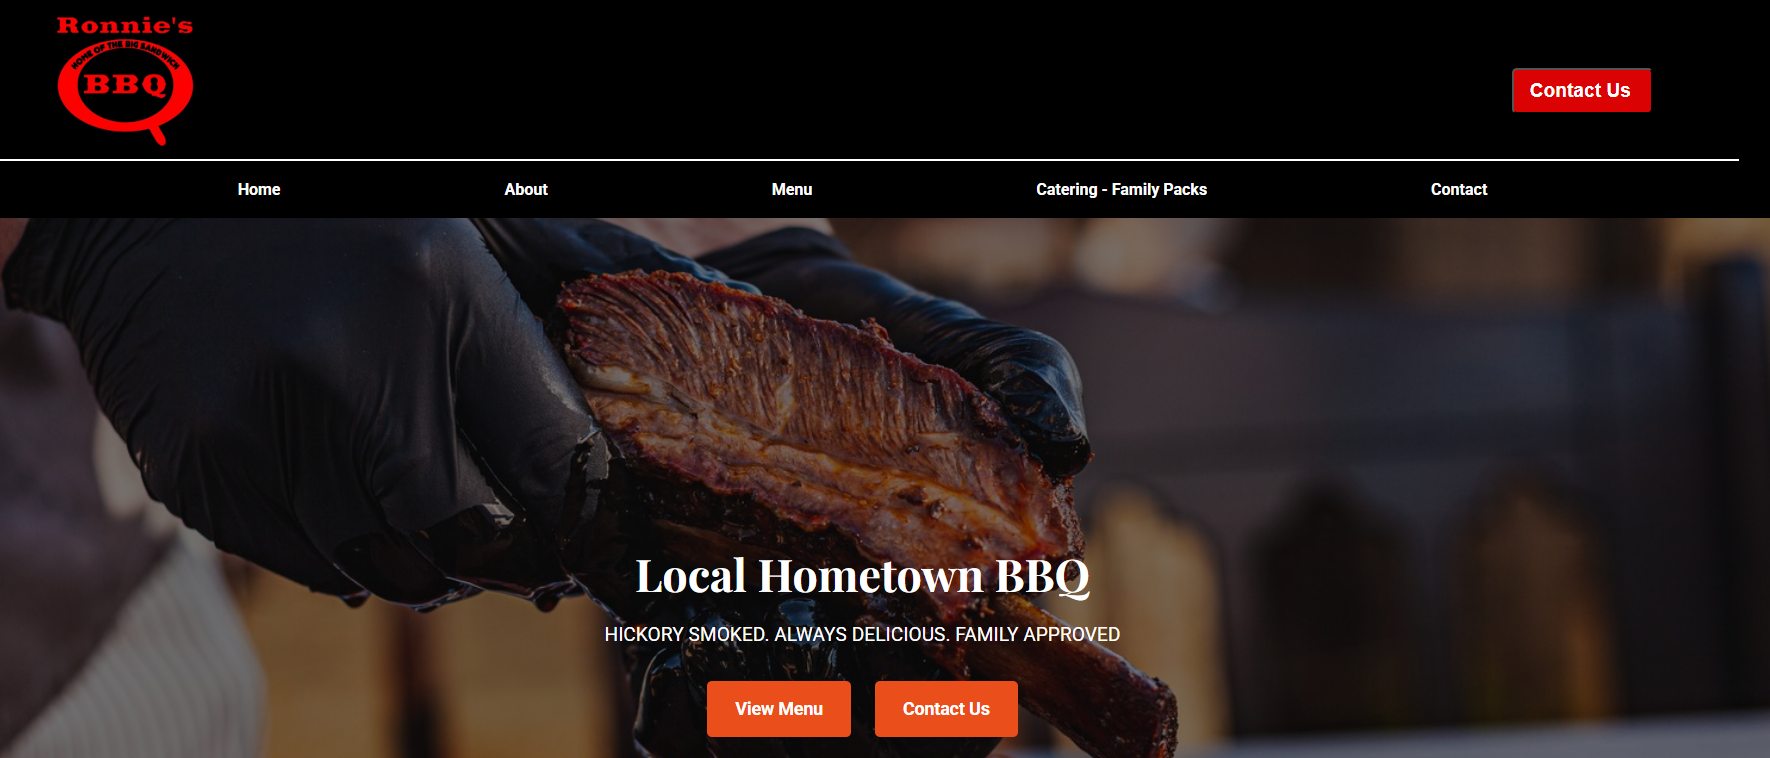 Ronnie's
HOME OF THE BIG SANDWICH
BBQ
Contact Us
Home About Menu Catering - Family Packs Contact
Local Hometown BBQ
HICKORY SMOKED. ALWAYS DELICIOUS. FAMILY APPROVED
View Menu Contact Us